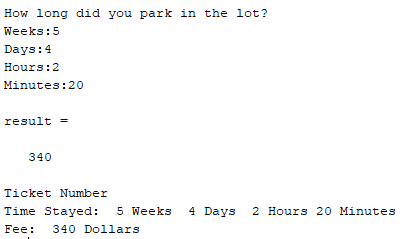 How long did you park in the lot?
Weeks:5
Days:4
Hours:2
Minutes:20
result =
340
Ticket Number
Time Stayed:  5 Weeks  4 Days  2 Hours 20 Minutes
Fee:  340 Dollars